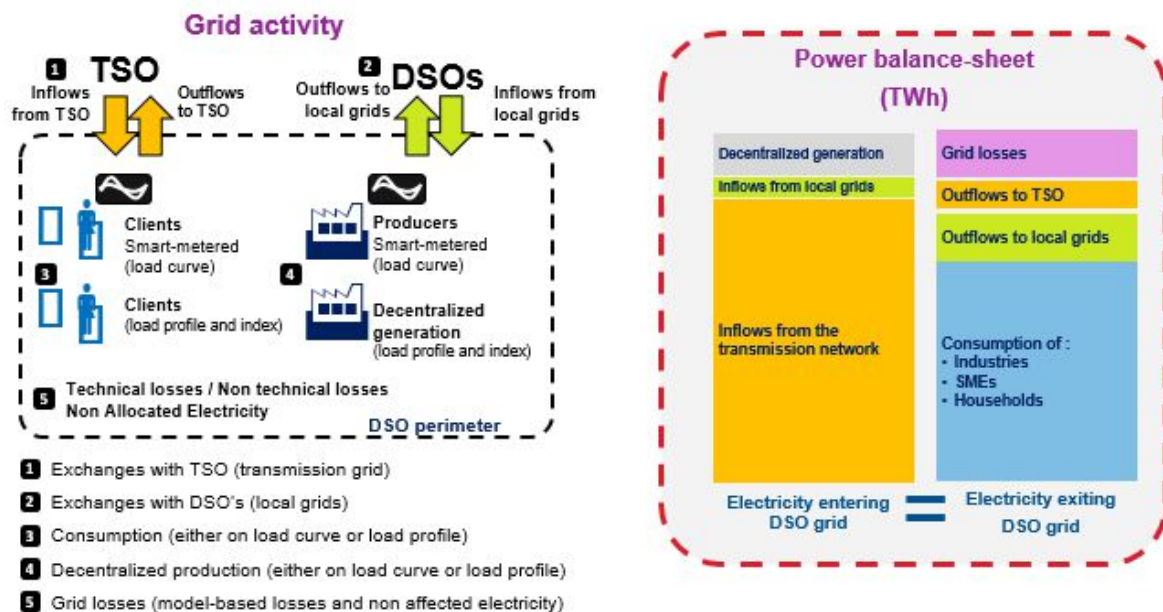 Grid activity
1 TSO
Inflows
from TSO
Outflows
to TSO
2 DSOs
Outflows to
local grids
Inflows from
local grids
Clients
Smart-metered
(load curve)
3
Clients
(load profile and index)
Producers
Smart-metered
(load curve)
4
Decentralized
generation
(load profile and index)
5 Technical losses / Non technical losses
Non Allocated Electricity
DSO perimeter
1 Exchanges with TSO (transmission grid)
2 Exchanges with DSO's (local grids)
3 Consumption (either on load curve or load profile)
4 Decentralized production (either on load curve or load profile)
5 Grid losses (model-based losses and non affected electricity)
Power balance-sheet
(TWh)
Decentralized generation
Inflows from local grids
Inflows from the
transmission network
Grid losses
Outflows to TSO
Outflows to local grids
Consumption of :
• Industries
• SMEs
• Households
Electricity entering
DSO grid
=
Electricity exiting
DSO grid